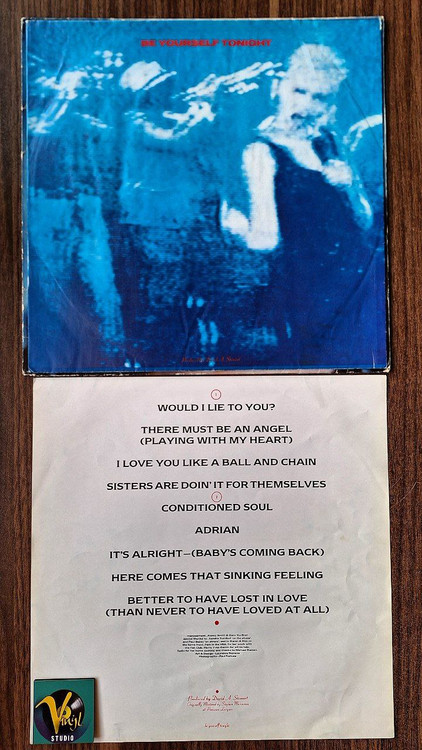 BE YOURSELF TONIGHT
WOULD I LIE TO YOU?
THERE MUST BE AN ANGEL
(PLAYING WITH MY HEART)
I LOVE YOU LIKE A BALL AND CHAIN
SISTERS ARE DOIN' IT FOR THEMSELVES
CONDITIONED SOUL
ADRIAN
IT'S ALRIGHT—(BABY'S COMING BACK)
HERE COMES THAT SINKING FEELING
BETTER TO HAVE LOST IN LOVE
(THAN NEVER TO HAVE LOVED AT ALL)
Produced by David A. Stewart
Vinyl
STUDIO